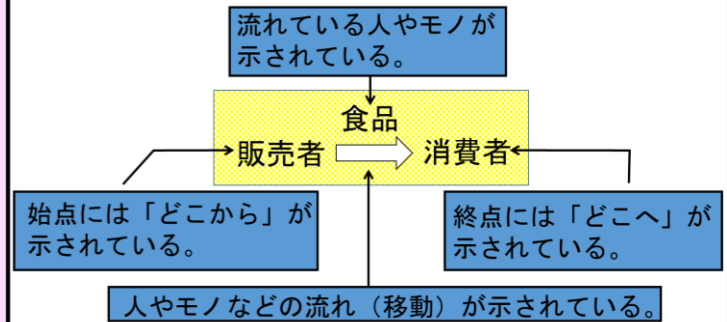 流れている人やモノが
示されている。
食品
販売者
消費者
始点には「どこから」が
示されている。
終点には「どこへ」が
示されている。
人やモノなどの流れ（移動）が示されている。